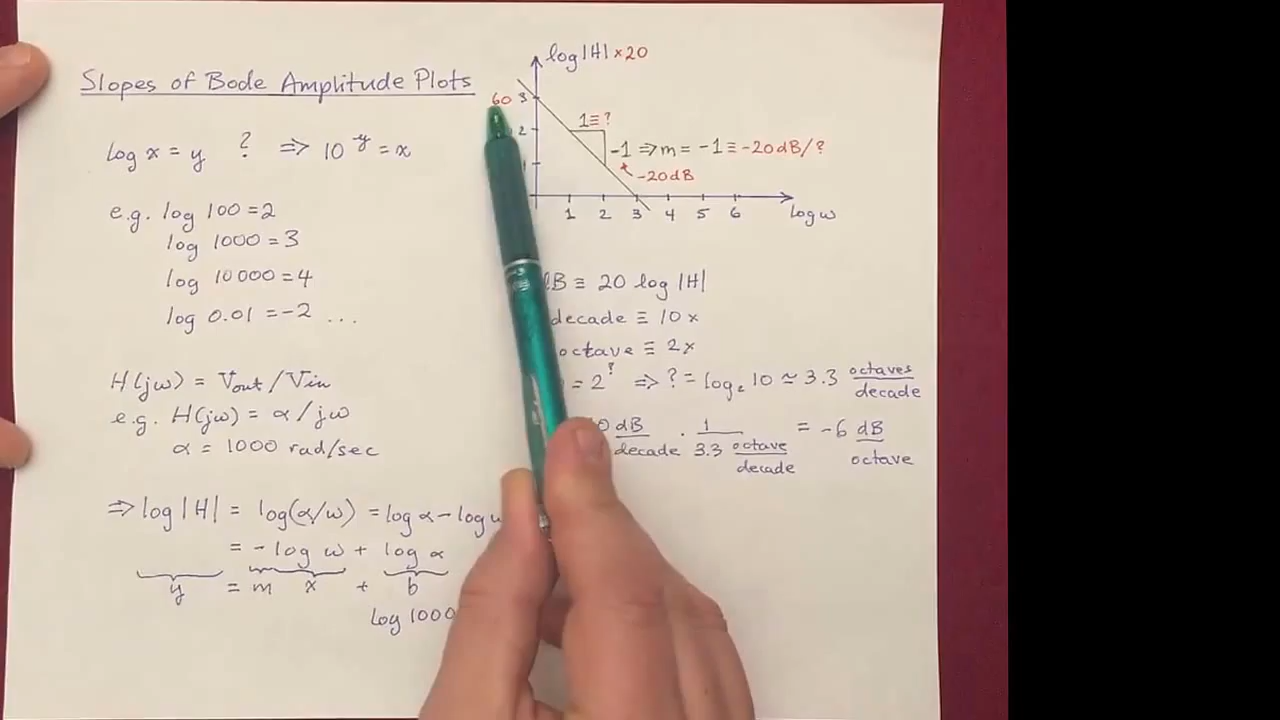 Slopes of Bode Amplitude Plots
log x = y ? ⇒ 10^y = x
e.g. log 100 = 2
log 1000 = 3
log 10000 = 4
log 0.01 = -2 ...
H(jω) = Vout/Vin
e.g. H(jω) = α/jω
α = 1000 rad/sec
⇒ log|H| = log(α/ω) = log α - log
= - log ω + log α
y = m x + b
log 1000
log|H| ×20
60 3
2
1 ≡ ?
-1 ⇒ m = -1 ≡ -20dB/?
-20dB
1 2 3 4 5 6
log ω
B ≡ 20 log|H|
decade ≡ 10x
octave ≡ 2x
= 2^? ⇒ ? = log₂ 10 ≃ 3.3 octaves/decade
0 dB/decade · 1/(3.3 octave/decade) = -6 dB/octave